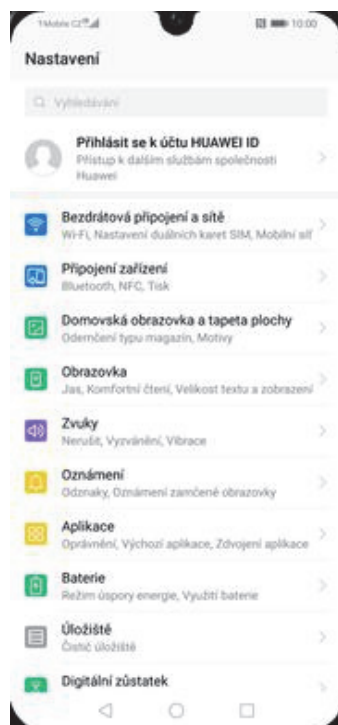 T-Mobile CZ 10:00
Nastavení
Vyhledávání
Přihlásit se k účtu HUAWEI ID
Přístup k dalším službám společnosti
Huawei
Bezdrátová připojení a sítě
Wi-Fi, Nastavení duálních karet SIM, Mobilní síť
Připojení zařízení
Bluetooth, NFC, Tisk
Domovská obrazovka a tapeta plochy
Odemčení typu magazín, Motivy
Obrazovka
Jas, Komfortní čtení, Velikost textu a zobrazení
Zvuky
Nerušit, Vyzvánění, Vibrace
Oznámení
Odznaky, Oznámení zamčené obrazovky
Aplikace
Oprávnění, Výchozí aplikace, Zdvojení aplikace
Baterie
Režim úspory energie, Využití baterie
Úložiště
Čistič úložiště
Digitální zůstatek